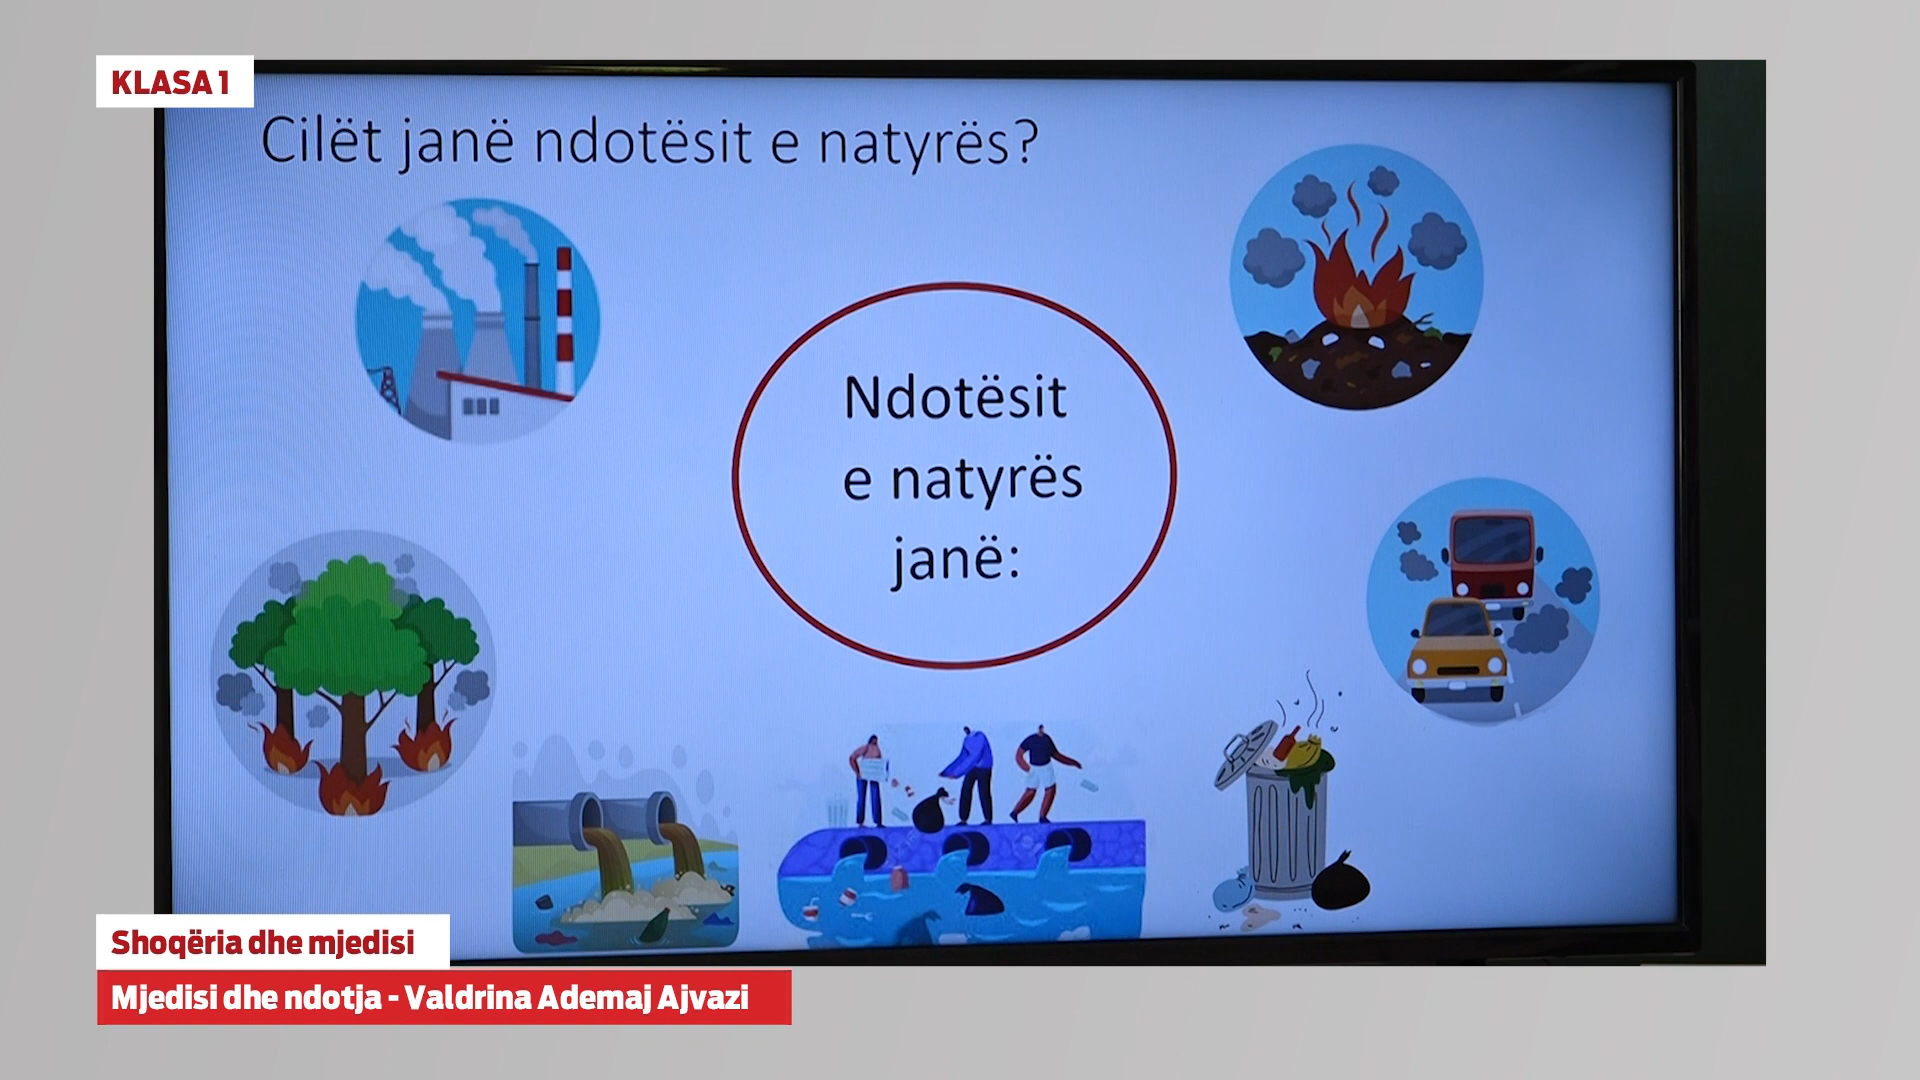 KLASA 1
Cilët janë ndotësit e natyrës?
Ndotësit
e natyrës
janë:
Shoqëria dhe mjedisi
Mjedisi dhe ndotja - Valdrina Ademaj Ajvazi